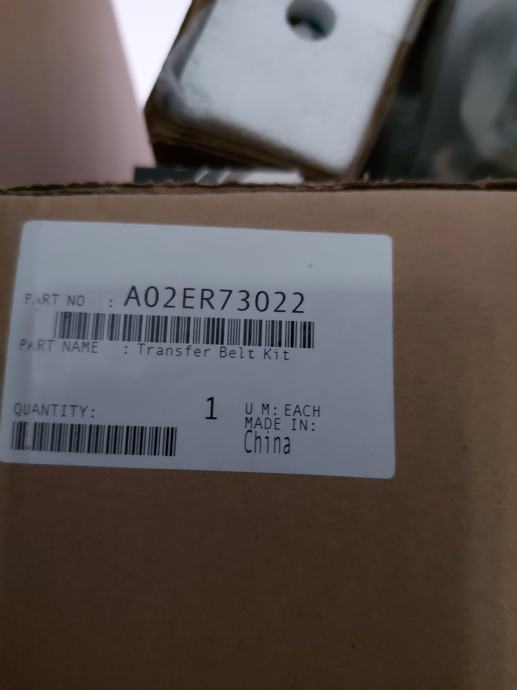 PART NO : A02ER73022
PART NAME : Transfer Belt Kit
QUANTITY: 1 U M: EACH
MADE IN:
China